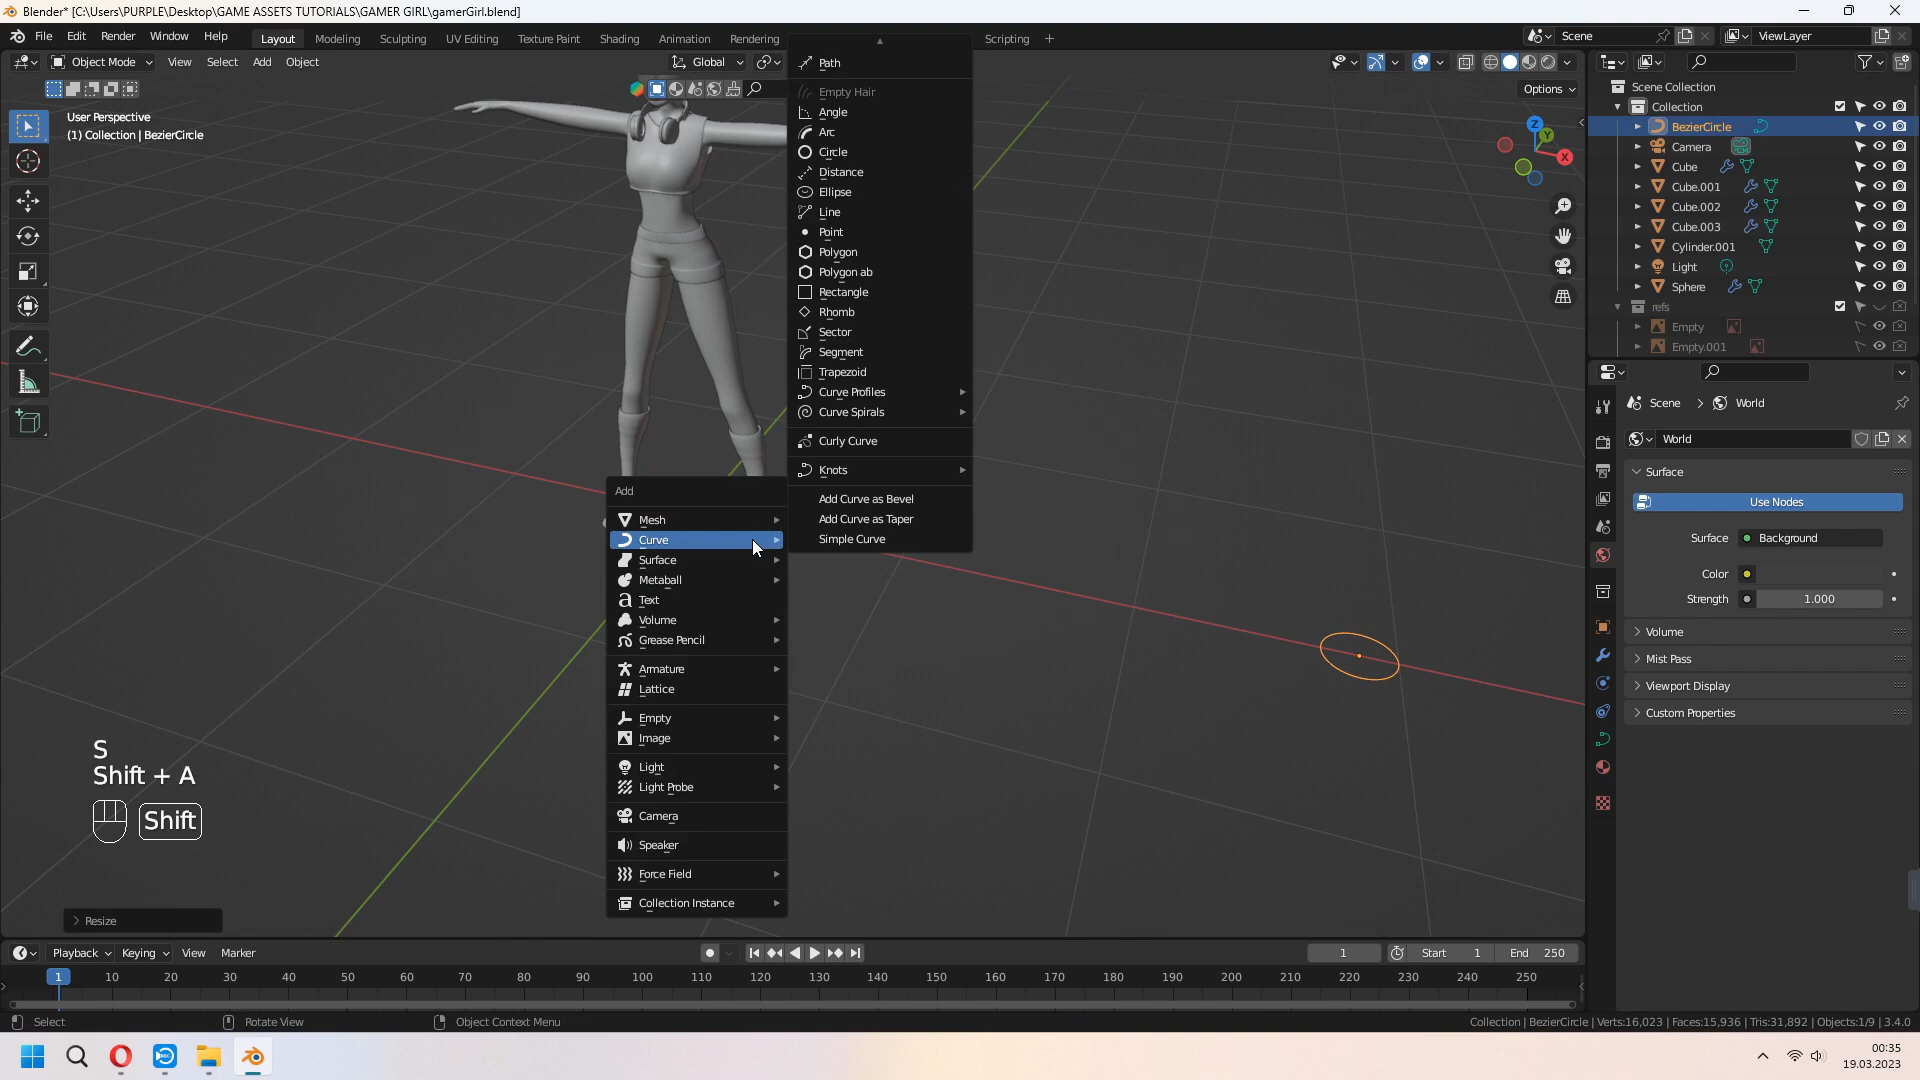 Blender* [C:\Users\PURPLE\Desktop\GAME ASSETS TUTORIALS\GAMER GIRL\gamerGirl.blend]
File Edit Render Window Help Layout Modeling Sculpting UV Editing Texture Paint Shading Animation Rendering Scripting + Scene ViewLayer
Object Mode View Select Add Object Global
Options
User Perspective
(1) Collection | BezierCircle
Path
Empty Hair
Angle
Arc
Circle
Distance
Ellipse
Line
Point
Polygon
Polygon ab
Rectangle
Rhomb
Sector
Segment
Trapezoid
Curve Profiles
Curve Spirals
Curly Curve
Knots
Add Curve as Bevel
Add Curve as Taper
Simple Curve
Add
Mesh
Curve
Surface
Metaball
Text
Volume
Grease Pencil
Armature
Lattice
Empty
Image
Light
Light Probe
Camera
Speaker
Force Field
Collection Instance
Z
Y
X
S
Shift + A
Shift
Resize
Scene Collection
Collection
BezierCircle
Camera
Cube
Cube.001
Cube.002
Cube.003
Cylinder.001
Light
Sphere
refs
Empty
Empty.001
Scene > World
World
Surface
Use Nodes
Surface Background
Color
Strength 1.000
Volume
Mist Pass
Viewport Display
Custom Properties
Playback Keying View Marker 1 Start 1 End 250
1 10 20 30 40 50 60 70 80 90 100 110 120 130 140 150 160 170 180 190 200 210 220 230 240 250
Select Rotate View Object Context Menu Collection | BezierCircle | Verts:16,023 | Faces:15,936 | Tris:31,892 | Objects:1/9 | 3.4.0
00:35
19.03.2023